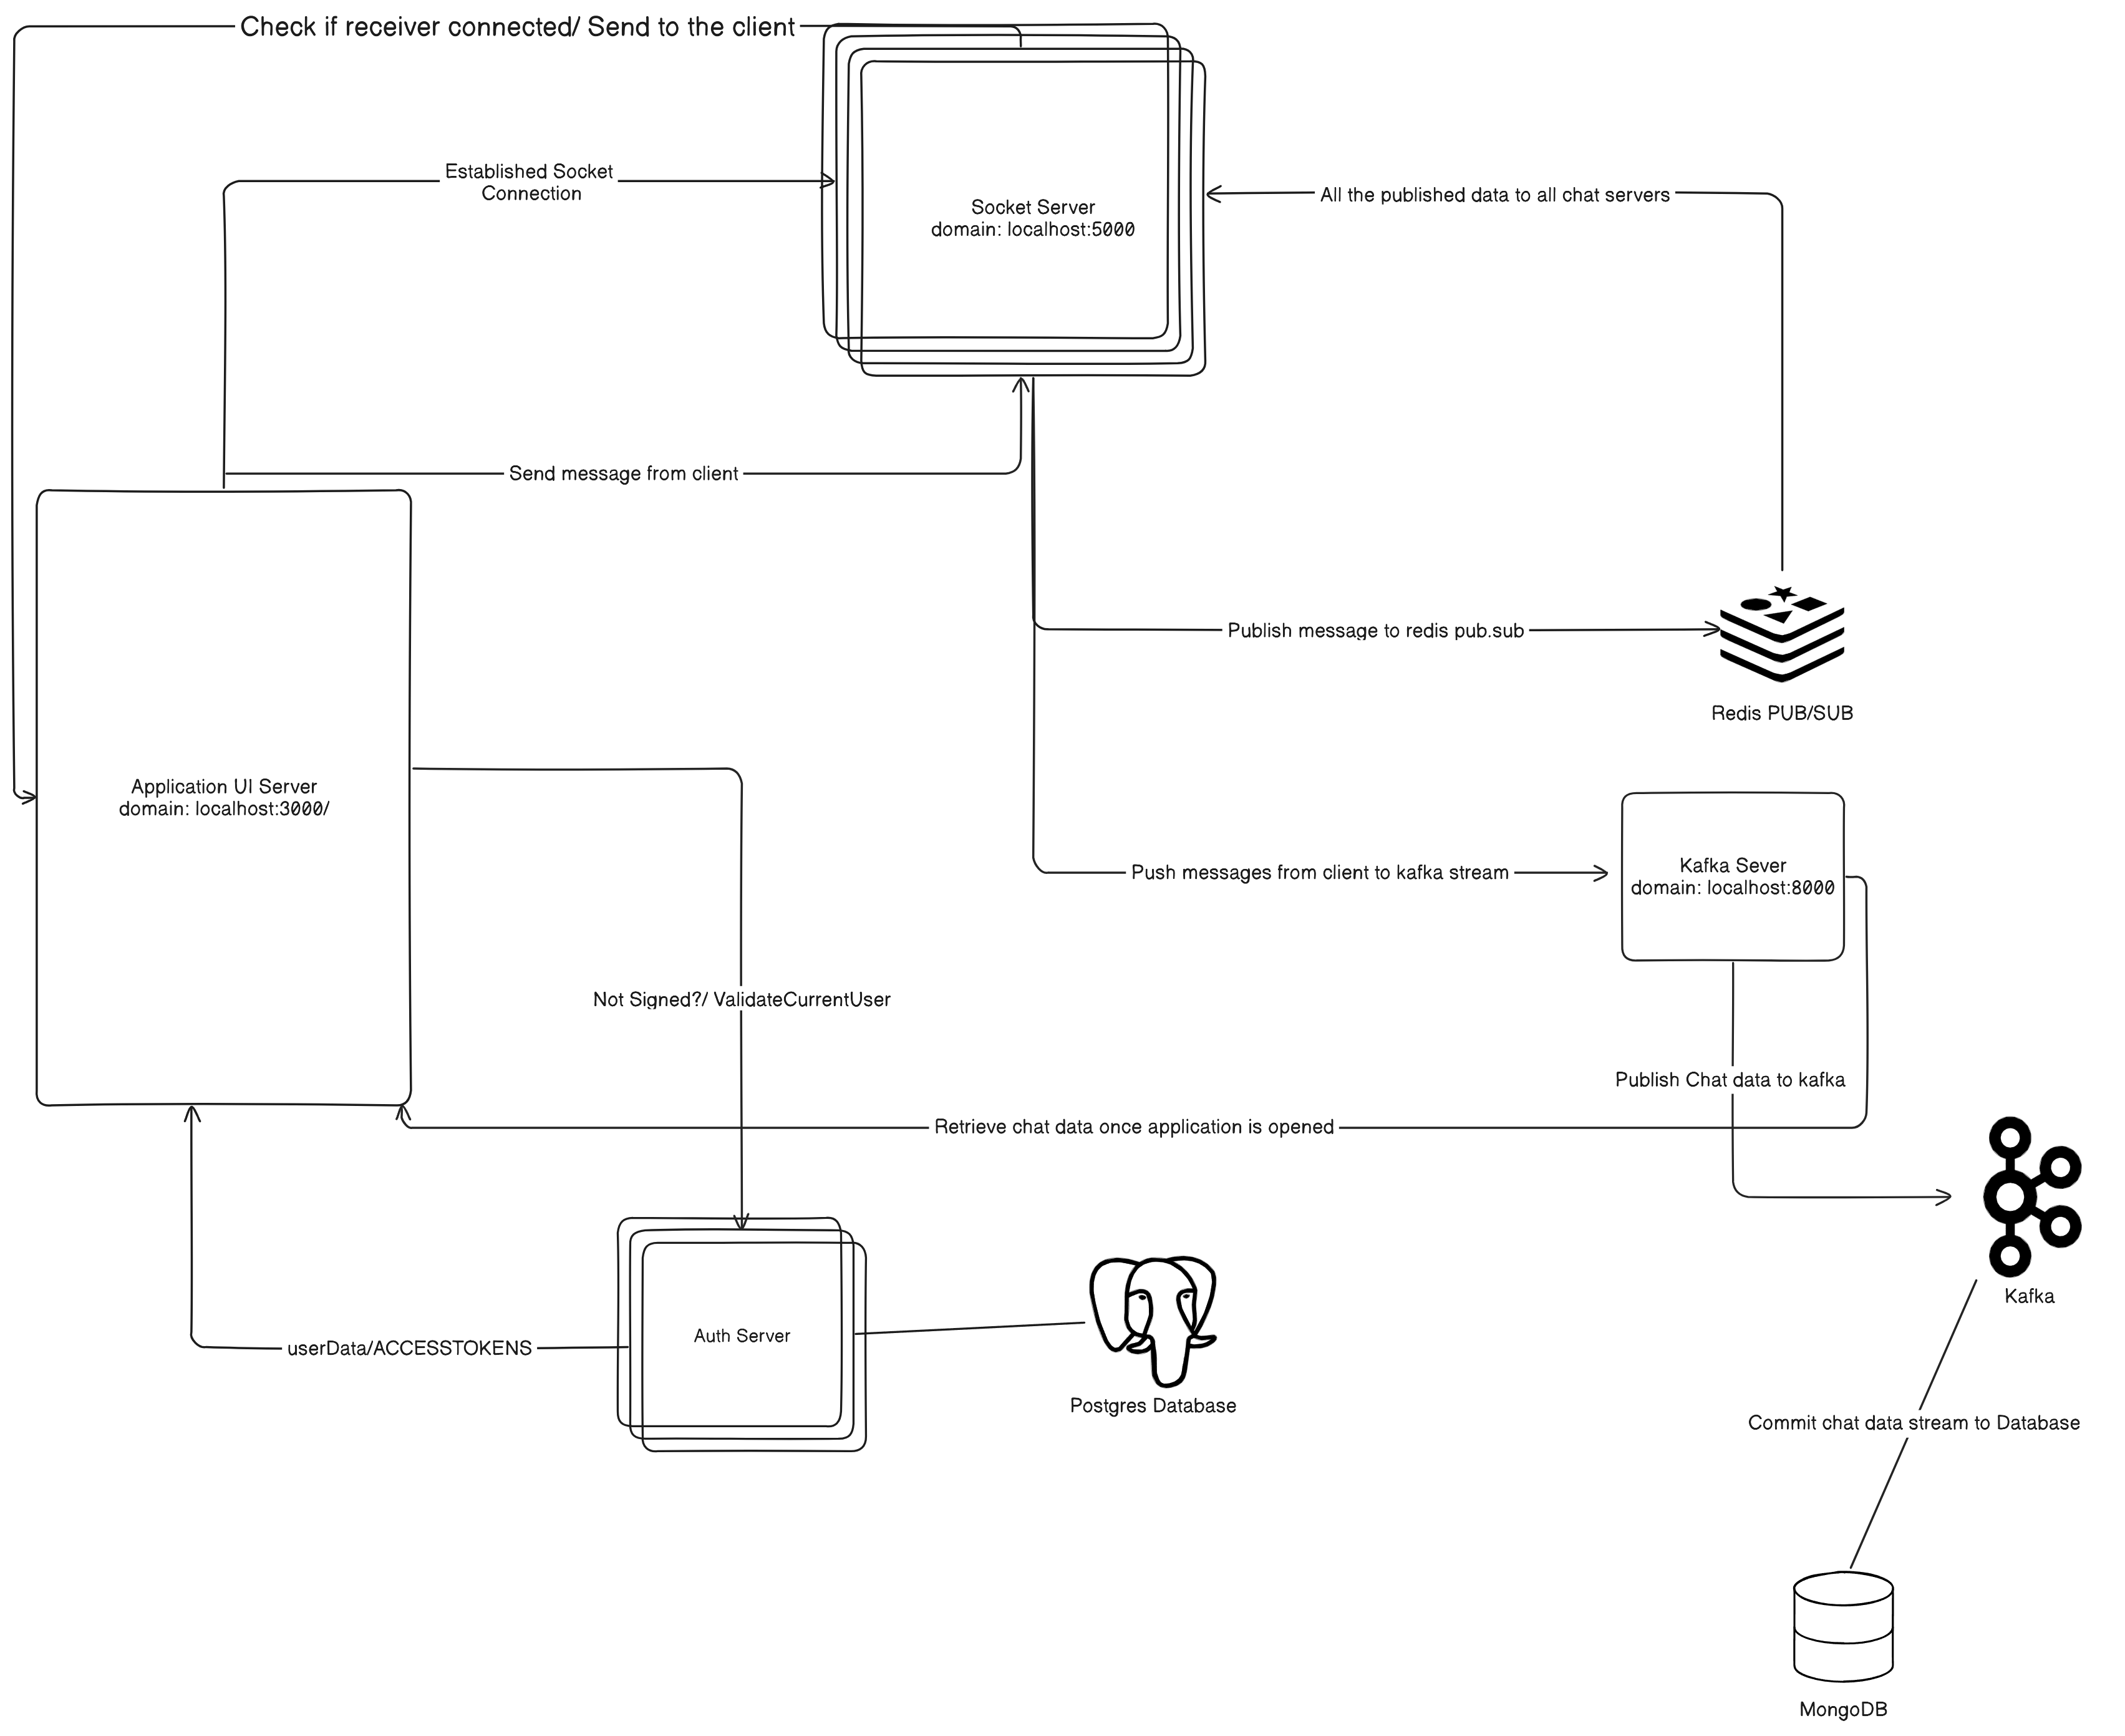 Check if receiver connected/ Send to the client
Established Socket
Connection
Socket Server
domain: localhost:5000
All the published data to all chat servers
Send message from client
Publish message to redis pub.sub
Redis PUB/SUB
Application UI Server
domain: localhost:3000/
Push messages from client to kafka stream
Kafka Sever
domain: localhost:8000
Not Signed?/ ValidateCurrentUser
Publish Chat data to kafka
Retrieve chat data once application is opened
Kafka
Auth Server
userData/ACCESSTOKENS
Postgres Database
Commit chat data stream to Database
MongoDB